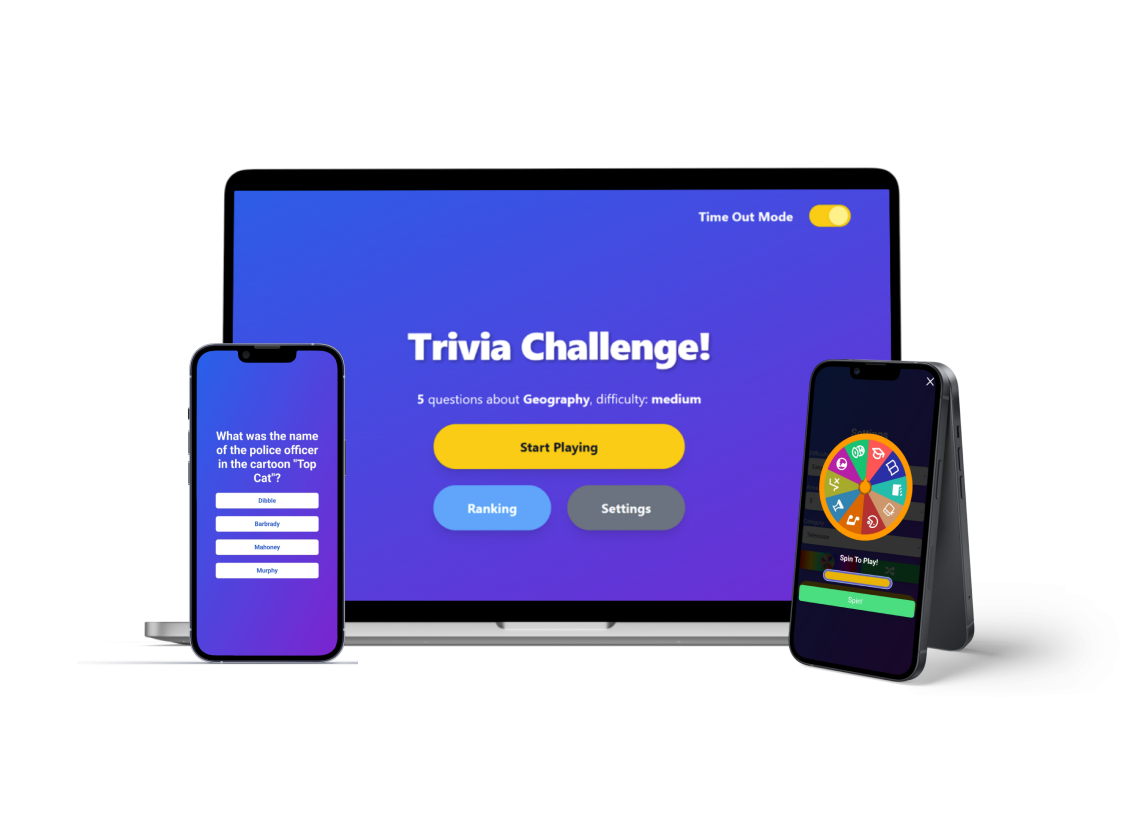 Time Out Mode
Trivia Challenge!
5 questions about Geography, difficulty: medium
Start Playing
Ranking
Settings
What was the name
of the police officer
in the cartoon "Top
Cat"?
Dibble
Barbrady
Mahoney
Murphy
Settings
Spin To Play!
Spin!